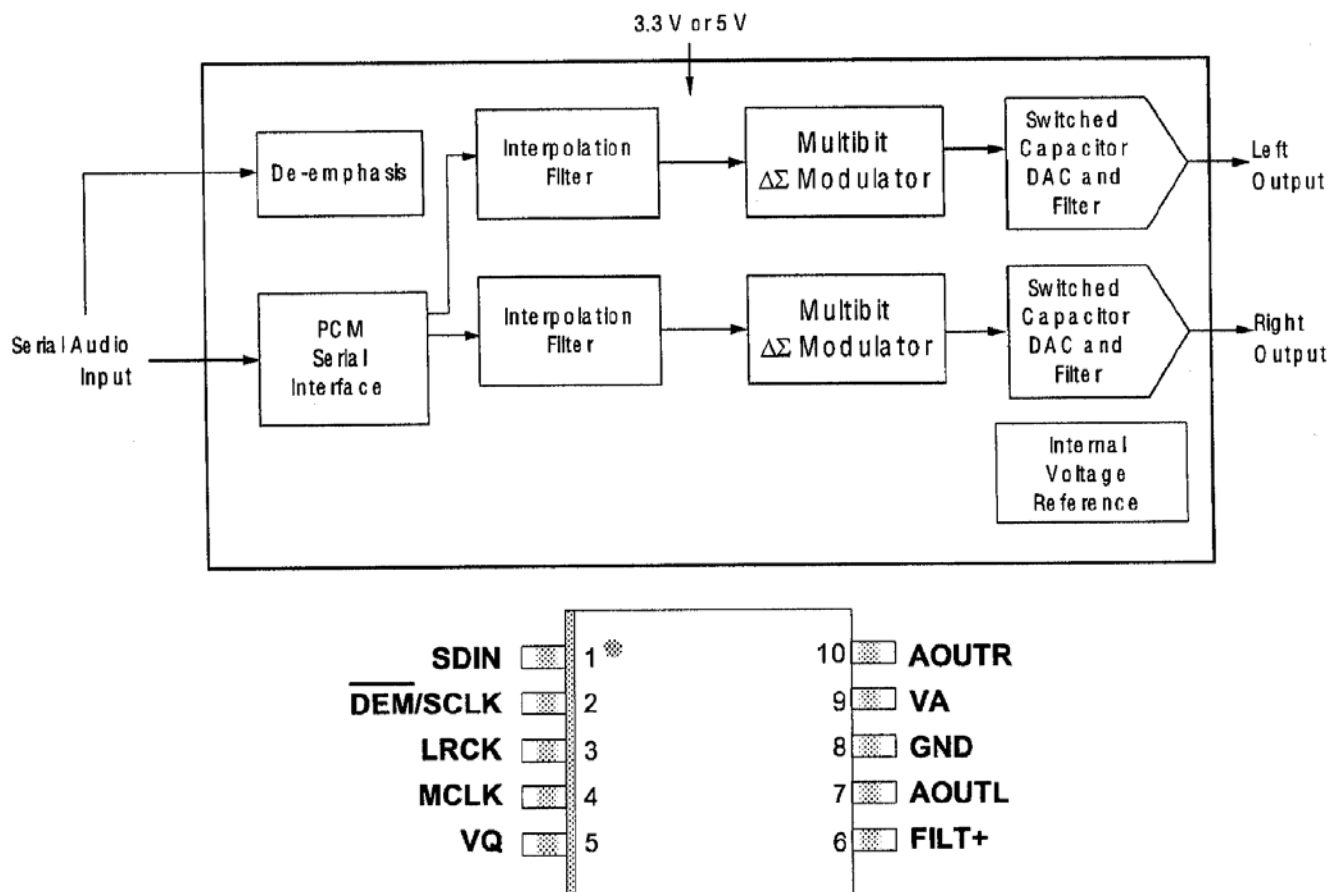 3.3 V or 5 V
De-emphasis
Interpolation
Filter
Multibit
ΔΣ Modulator
Switched
Capacitor
DAC and
Filter
Left
Output
Serial Audio
Input
PCM
Serial
Interface
Interpolation
Filter
Multibit
ΔΣ Modulator
Switched
Capacitor
DAC and
Filter
Right
Output
Internal
Voltage
Reference
SDIN 1
DEM/SCLK 2
LRCK 3
MCLK 4
VQ 5
10 AOUTR
9 VA
8 GND
7 AOUTL
6 FILT+